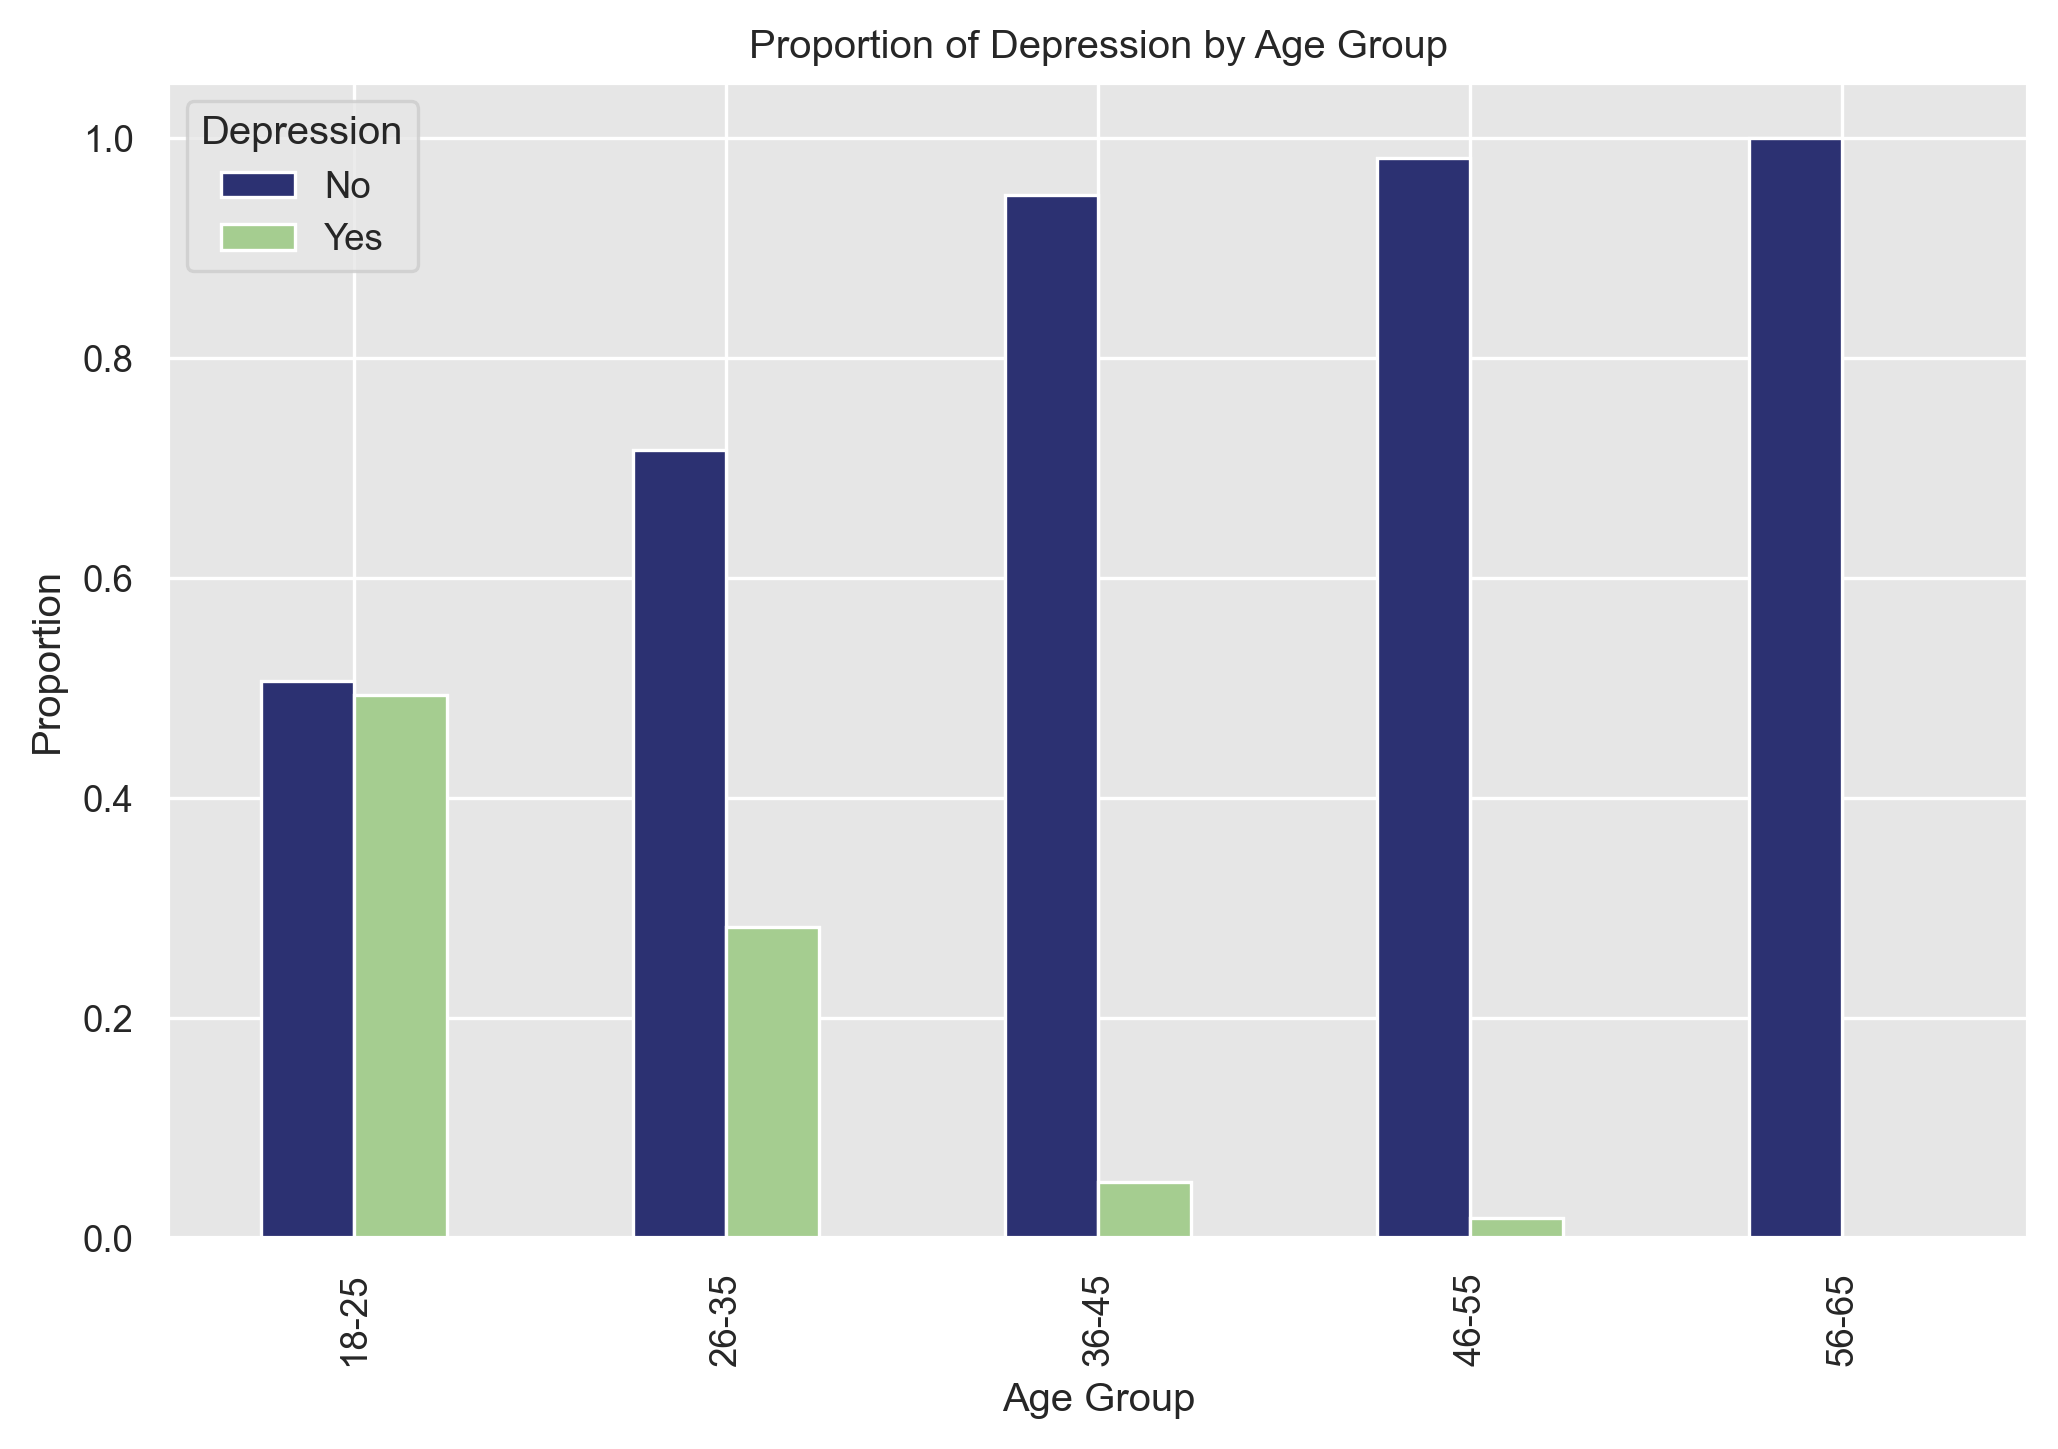 Proportion of Depression by Age Group
Depression
No
Yes
1.0
0.8
0.6
0.4
0.2
0.0
Proportion
18-25
26-35
36-45
46-55
56-65
Age Group